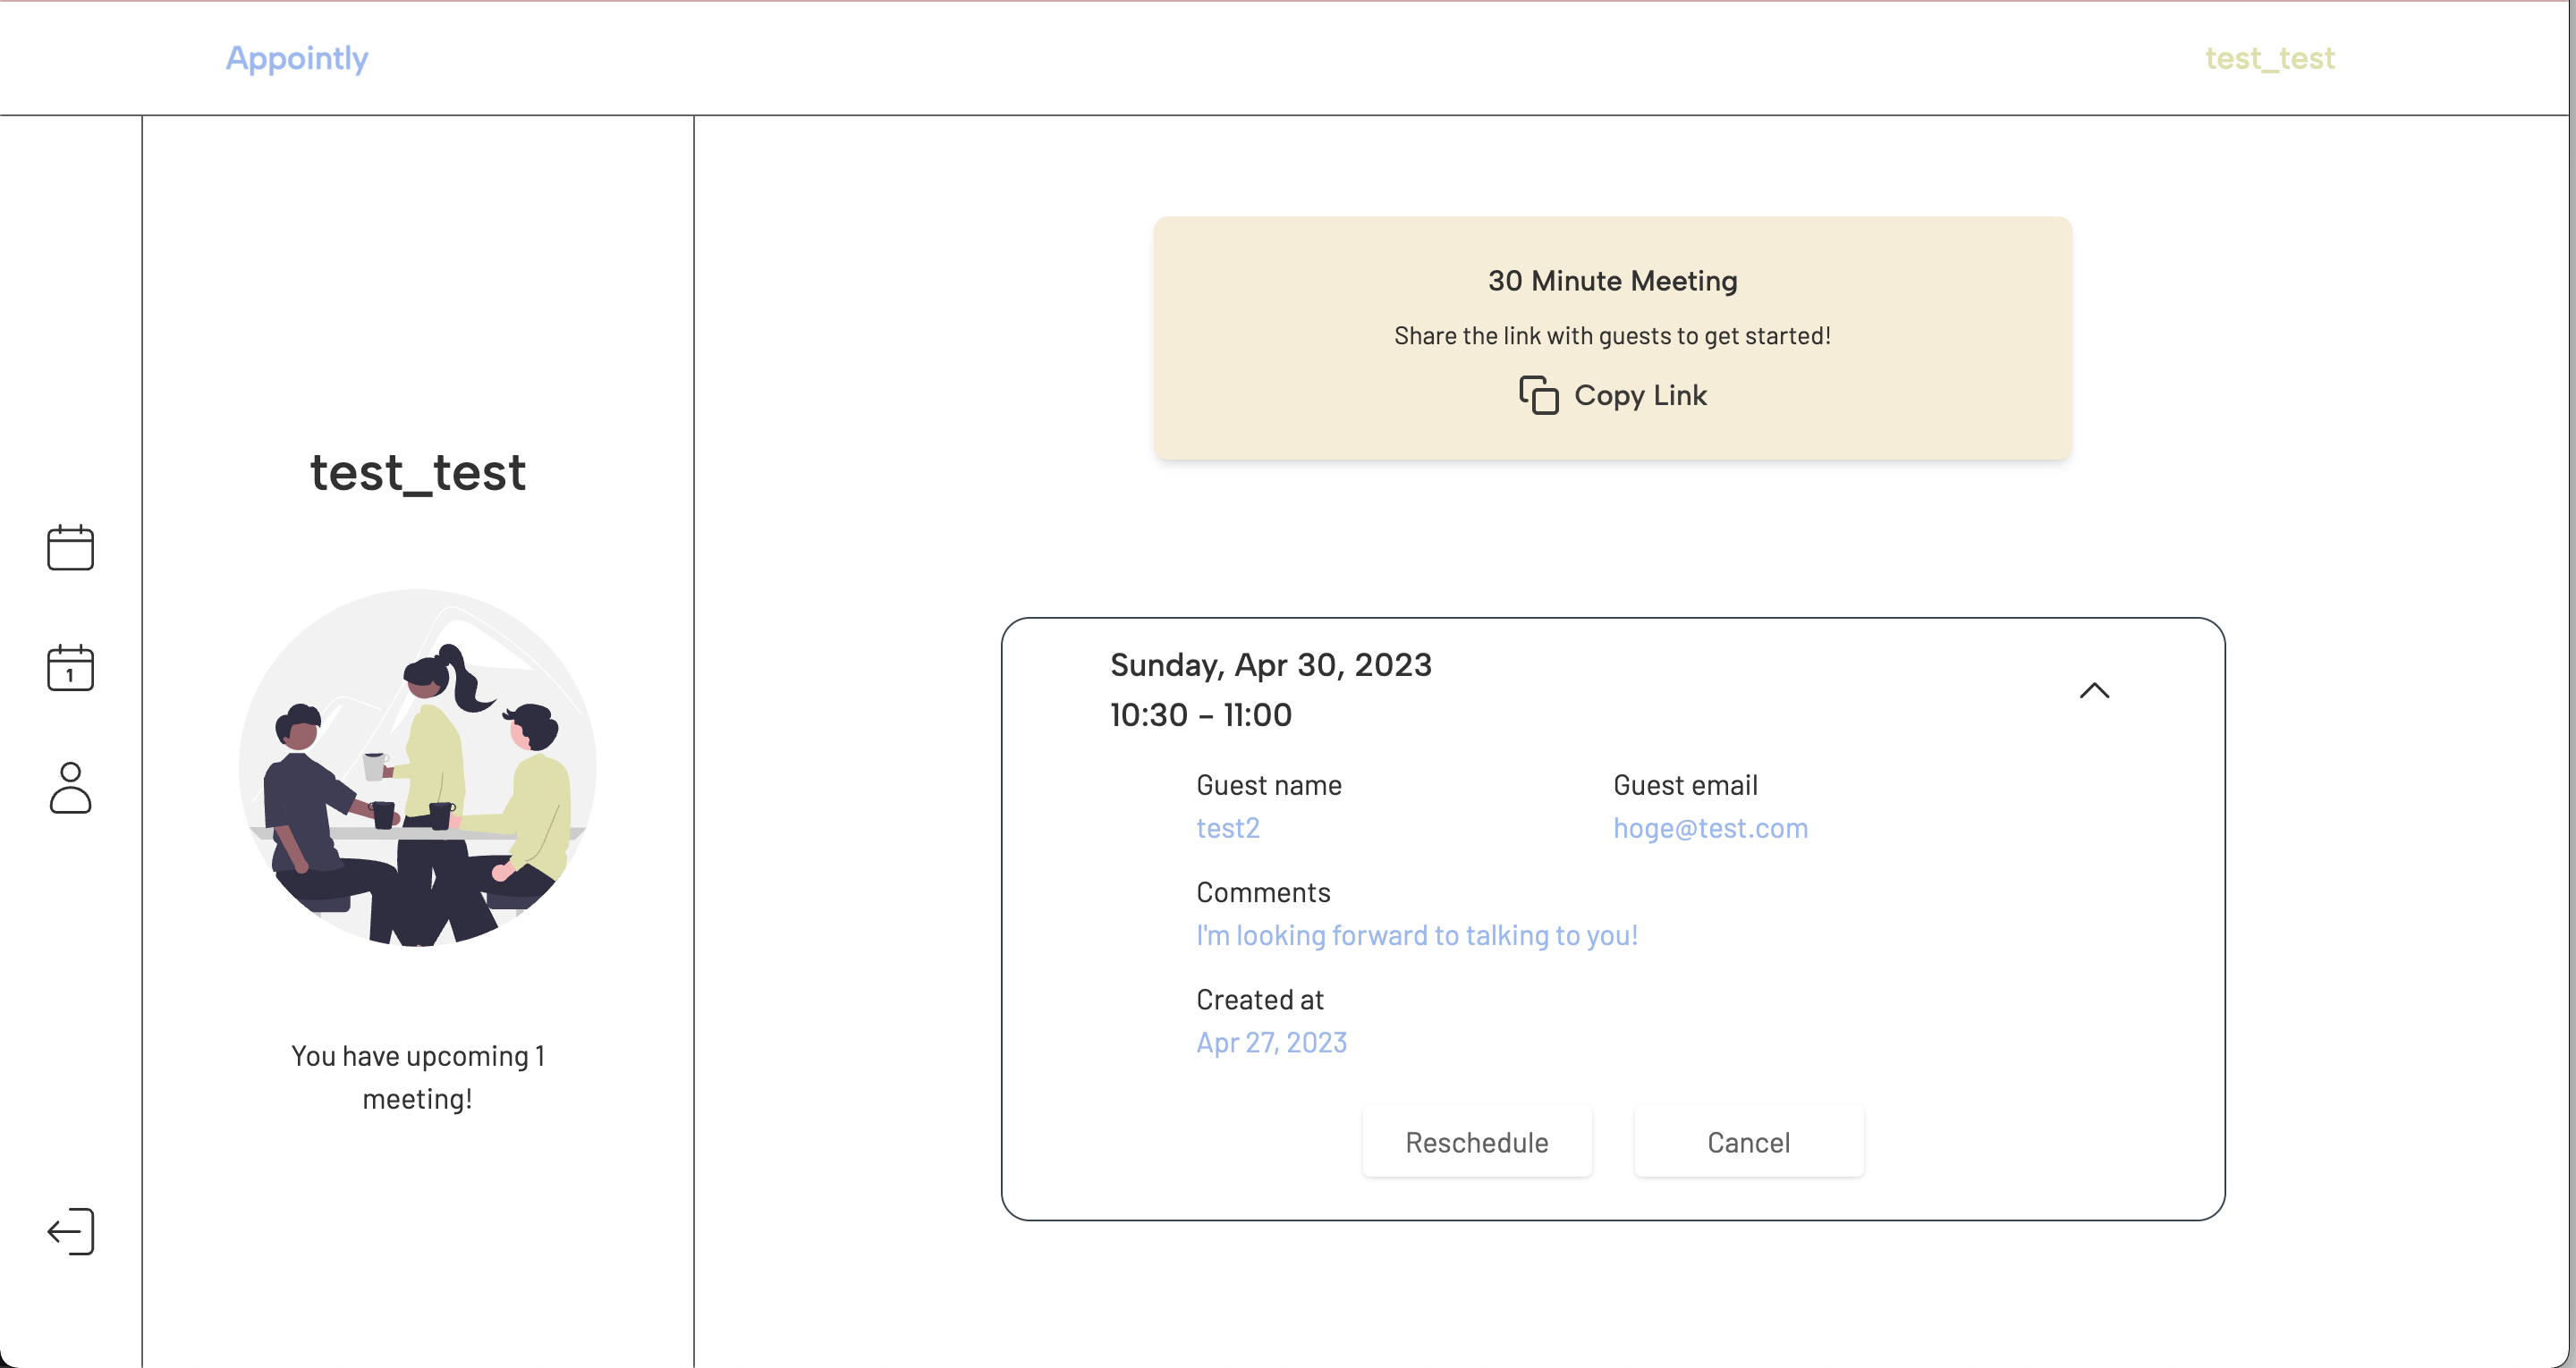 Appointly
test_test
test_test
You have upcoming 1
meeting!
30 Minute Meeting
Share the link with guests to get started!
Copy Link
Sunday, Apr 30, 2023
10:30 - 11:00
Guest name
test2
Guest email
hoge@test.com
Comments
I'm looking forward to talking to you!
Created at
Apr 27, 2023
Reschedule
Cancel
1